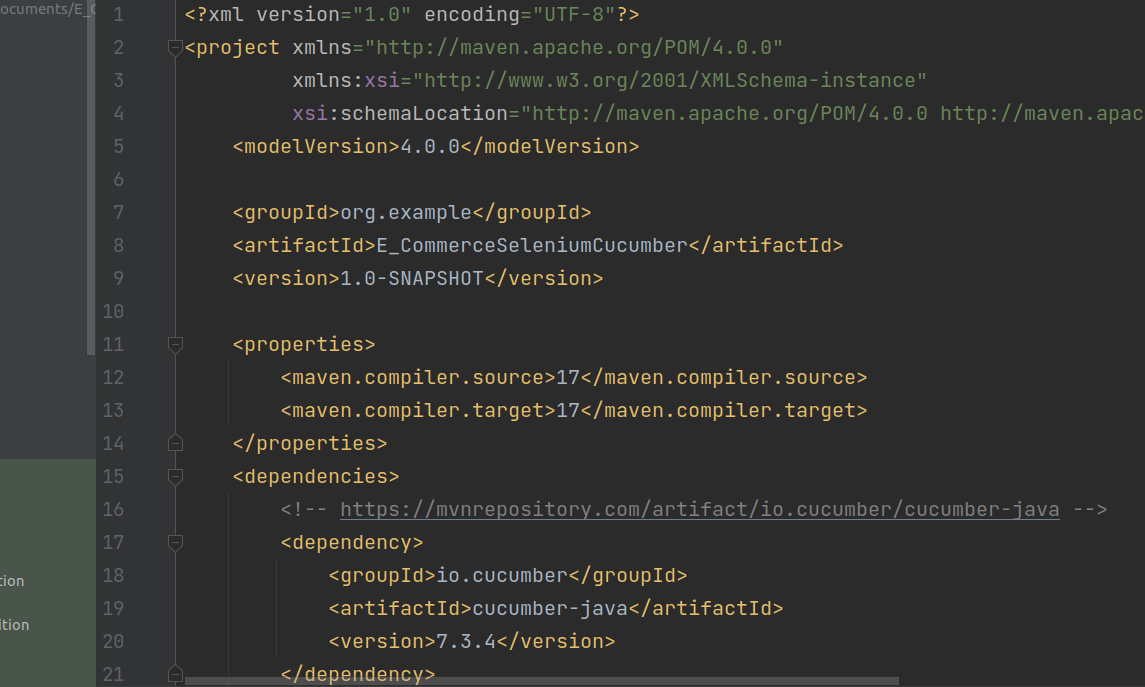 ocuments/E_C
1 <?xml version="1.0" encoding="UTF-8"?>
2 <project xmlns="http://maven.apache.org/POM/4.0.0"
3 xmlns:xsi="http://www.w3.org/2001/XMLSchema-instance"
4 xsi:schemaLocation="http://maven.apache.org/POM/4.0.0 http://maven.apac
5 <modelVersion>4.0.0</modelVersion>
6
7 <groupId>org.example</groupId>
8 <artifactId>E_CommerceSeleniumCucumber</artifactId>
9 <version>1.0-SNAPSHOT</version>
10
11 <properties>
12 <maven.compiler.source>17</maven.compiler.source>
13 <maven.compiler.target>17</maven.compiler.target>
14 </properties>
15 <dependencies>
16 <!-- https://mvnrepository.com/artifact/io.cucumber/cucumber-java -->
17 <dependency>
18 <groupId>io.cucumber</groupId>
19 <artifactId>cucumber-java</artifactId>
20 <version>7.3.4</version>
21 </dependency>
tion
ition